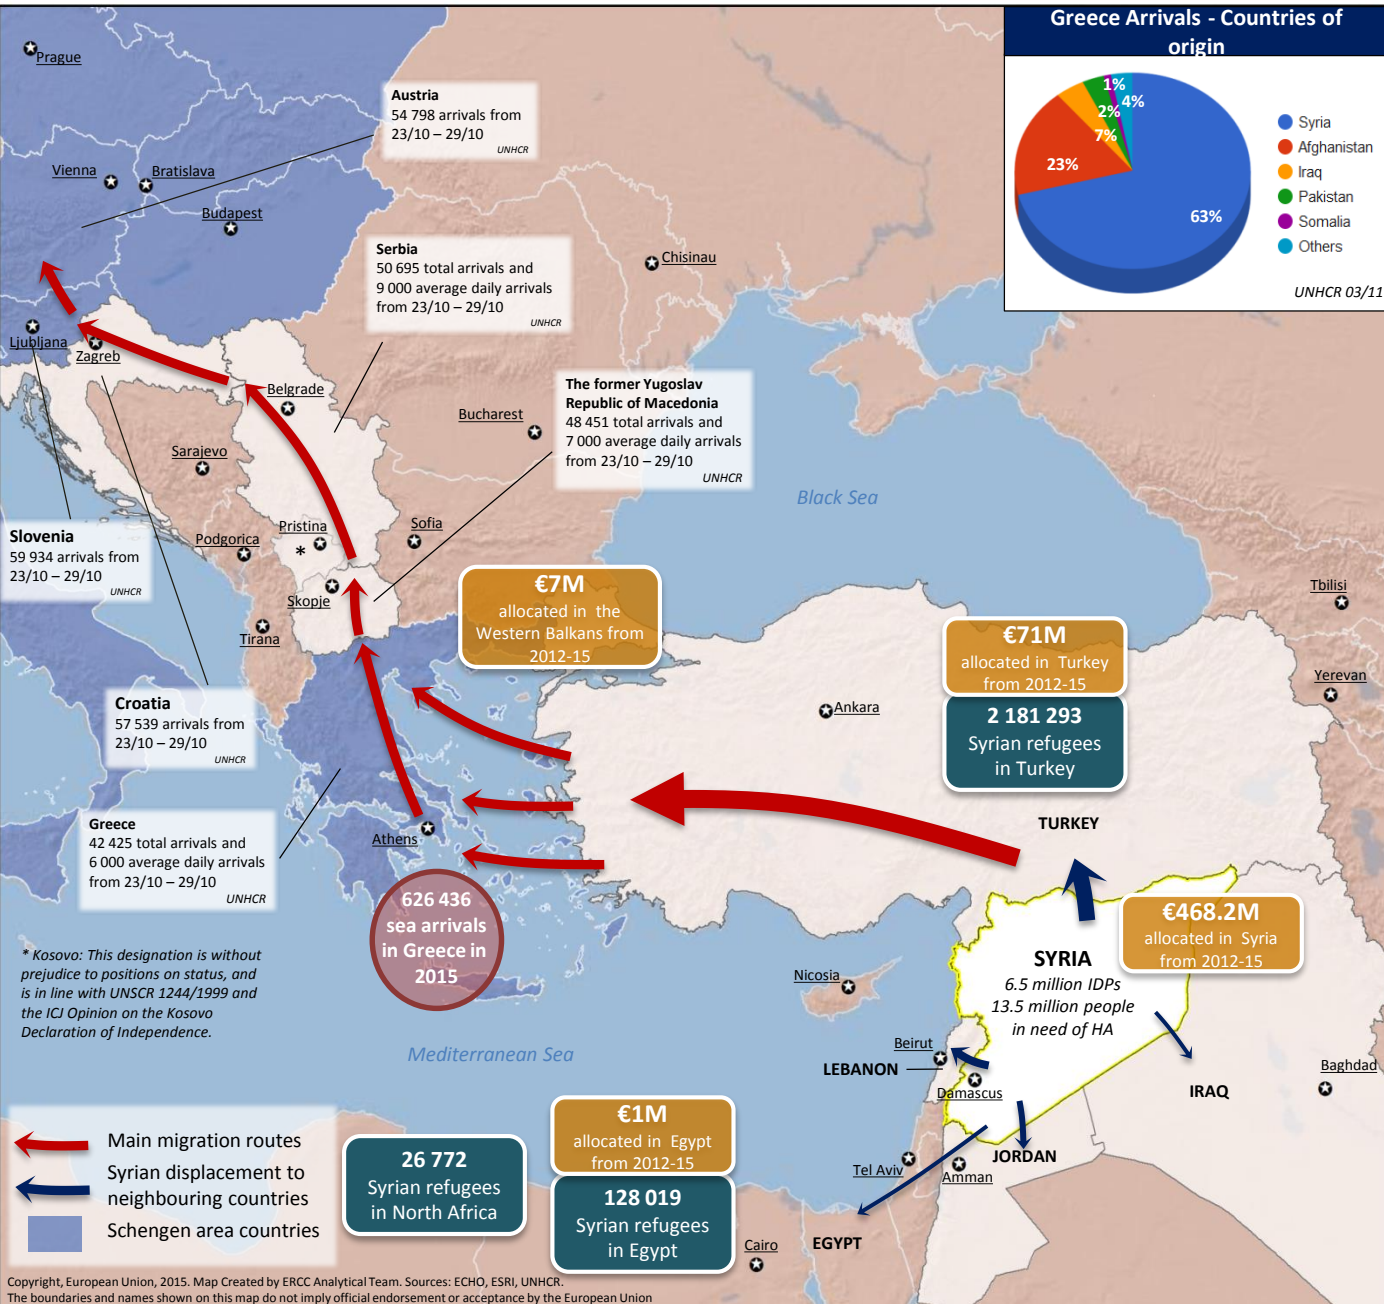 Greece Arrivals - Countries of
origin
1%
4%
2%
7%
23%
63%
Syria
Afghanistan
Iraq
Pakistan
Somalia
Others
UNHCR 03/11
Prague
Austria
54 798 arrivals from
23/10 – 29/10
UNHCR
Vienna
Bratislava
Budapest
Serbia
50 695 total arrivals and
9 000 average daily arrivals
from 23/10 – 29/10
UNHCR
Chisinau
Ljubljana
Zagreb
Belgrade
The former Yugoslav
Republic of Macedonia
48 451 total arrivals and
7 000 average daily arrivals
from 23/10 – 29/10
UNHCR
Bucharest
Sarajevo
Black Sea
Slovenia
59 934 arrivals from
23/10 – 29/10
UNHCR
Pristina
*
Podgorica
Sofia
Skopje
Tirana
€7M
allocated in the
Western Balkans from
2012-15
Tbilisi
€71M
allocated in Turkey
from 2012-15
2 181 293
Syrian refugees
in Turkey
Yerevan
Croatia
57 539 arrivals from
23/10 – 29/10
UNHCR
Ankara
TURKEY
Greece
42 425 total arrivals and
6 000 average daily arrivals
from 23/10 – 29/10
UNHCR
Athens
626 436
sea arrivals
in Greece in
2015
€468.2M
allocated in Syria
from 2012-15
SYRIA
6.5 million IDPs
13.5 million people
in need of HA
* Kosovo: This designation is without
prejudice to positions on status, and
is in line with UNSCR 1244/1999 and
the ICJ Opinion on the Kosovo
Declaration of Independence.
Nicosia
Mediterranean Sea
Beirut
LEBANON
Damascus
IRAQ
Baghdad
JORDAN
Tel Aviv
Amman
Main migration routes
Syrian displacement to
neighbouring countries
Schengen area countries
26 772
Syrian refugees
in North Africa
€1M
allocated in Egypt
from 2012-15
128 019
Syrian refugees
in Egypt
Cairo
EGYPT
Copyright, European Union, 2015. Map Created by ERCC Analytical Team. Sources: ECHO, ESRI, UNHCR.
The boundaries and names shown on this map do not imply official endorsement or acceptance by the European Union